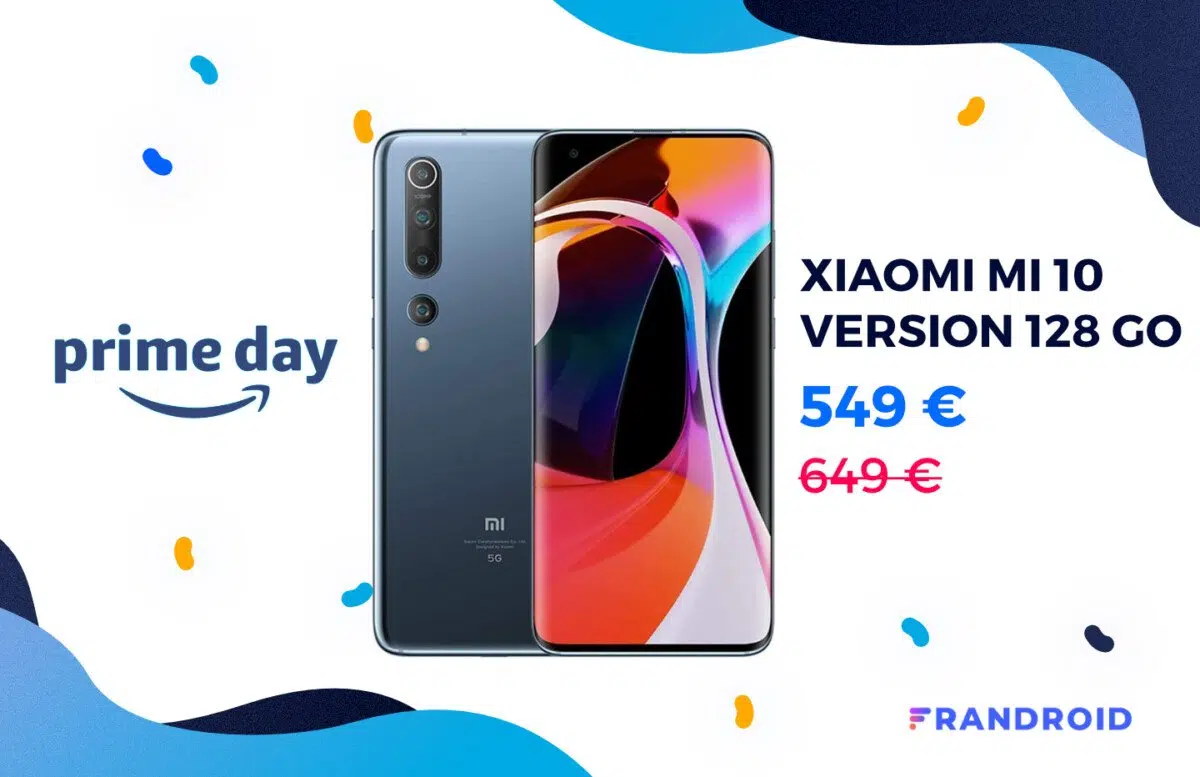 prime day
XIAOMI MI 10
VERSION 128 GO
549 €
649 €
mi
5G
FRANDROID